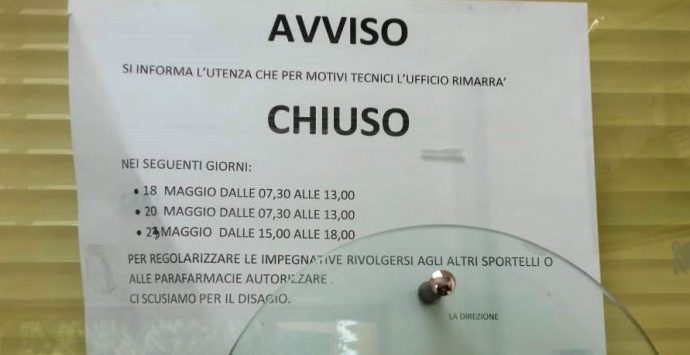 AVVISO
SI INFORMA L'UTENZA CHE PER MOTIVI TECNICI L'UFFICIO RIMARRA'
CHIUSO
NEI SEGUENTI GIORNI:
• 18 MAGGIO DALLE 07,30 ALLE 13,00
• 20 MAGGIO DALLE 07,30 ALLE 13,00
• 23 MAGGIO DALLE 15,00 ALLE 18,00
PER REGOLARIZZARE LE IMPEGNATIVE RIVOLGERSI AGLI ALTRI SPORTELLI O
ALLE PARAFARMACIE AUTORIZZARE .
CI SCUSIAMO PER IL DISAGIO.
LA DIREZIONE